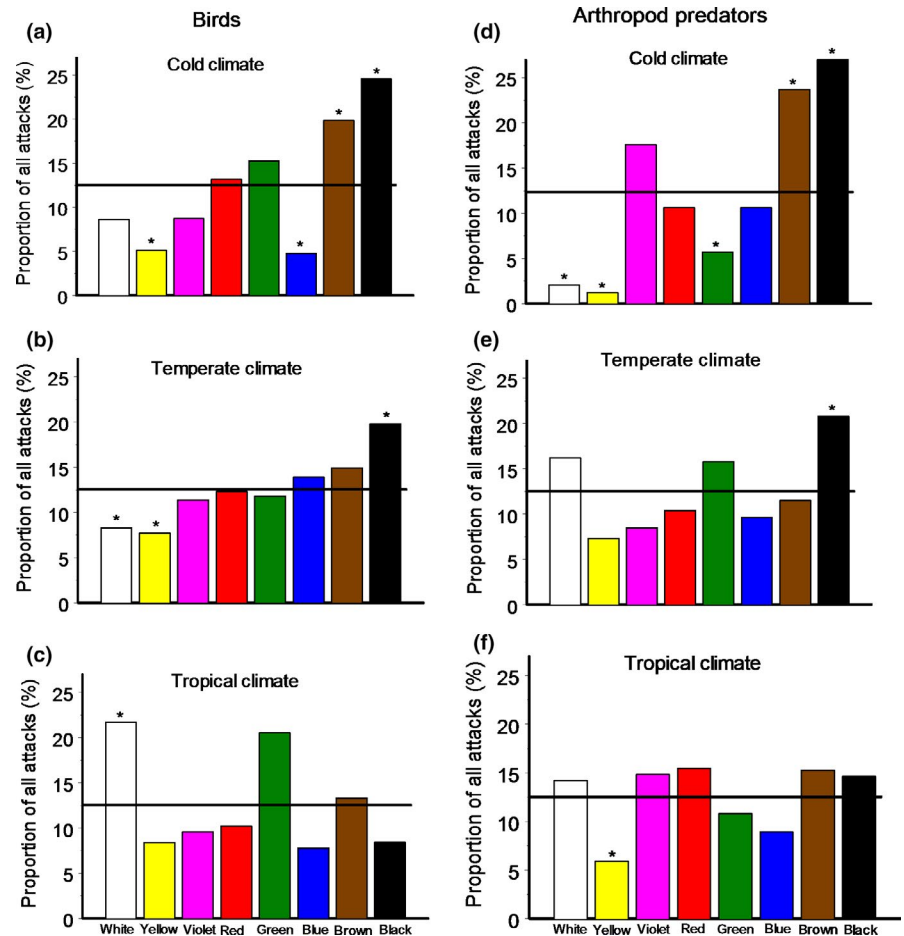 Birds
Arthropod predators
(a)
Cold climate
Proportion of all attacks (%)
25
20
15
10
5
0
*
*
*
*
(d)
Cold climate
Proportion of all attacks (%)
25
20
15
10
5
0
*
*
*
*
*
(b)
Temperate climate
Proportion of all attacks (%)
25
20
15
10
5
0
*
*
*
(e)
Temperate climate
Proportion of all attacks (%)
25
20
15
10
5
0
*
(c)
Tropical climate
Proportion of all attacks (%)
25
20
15
10
5
0
*
White Yellow Violet Red Green Blue Brown Black
(f)
Tropical climate
Proportion of all attacks (%)
25
20
15
10
5
0
*
White Yellow Violet Red Green Blue Brown Black